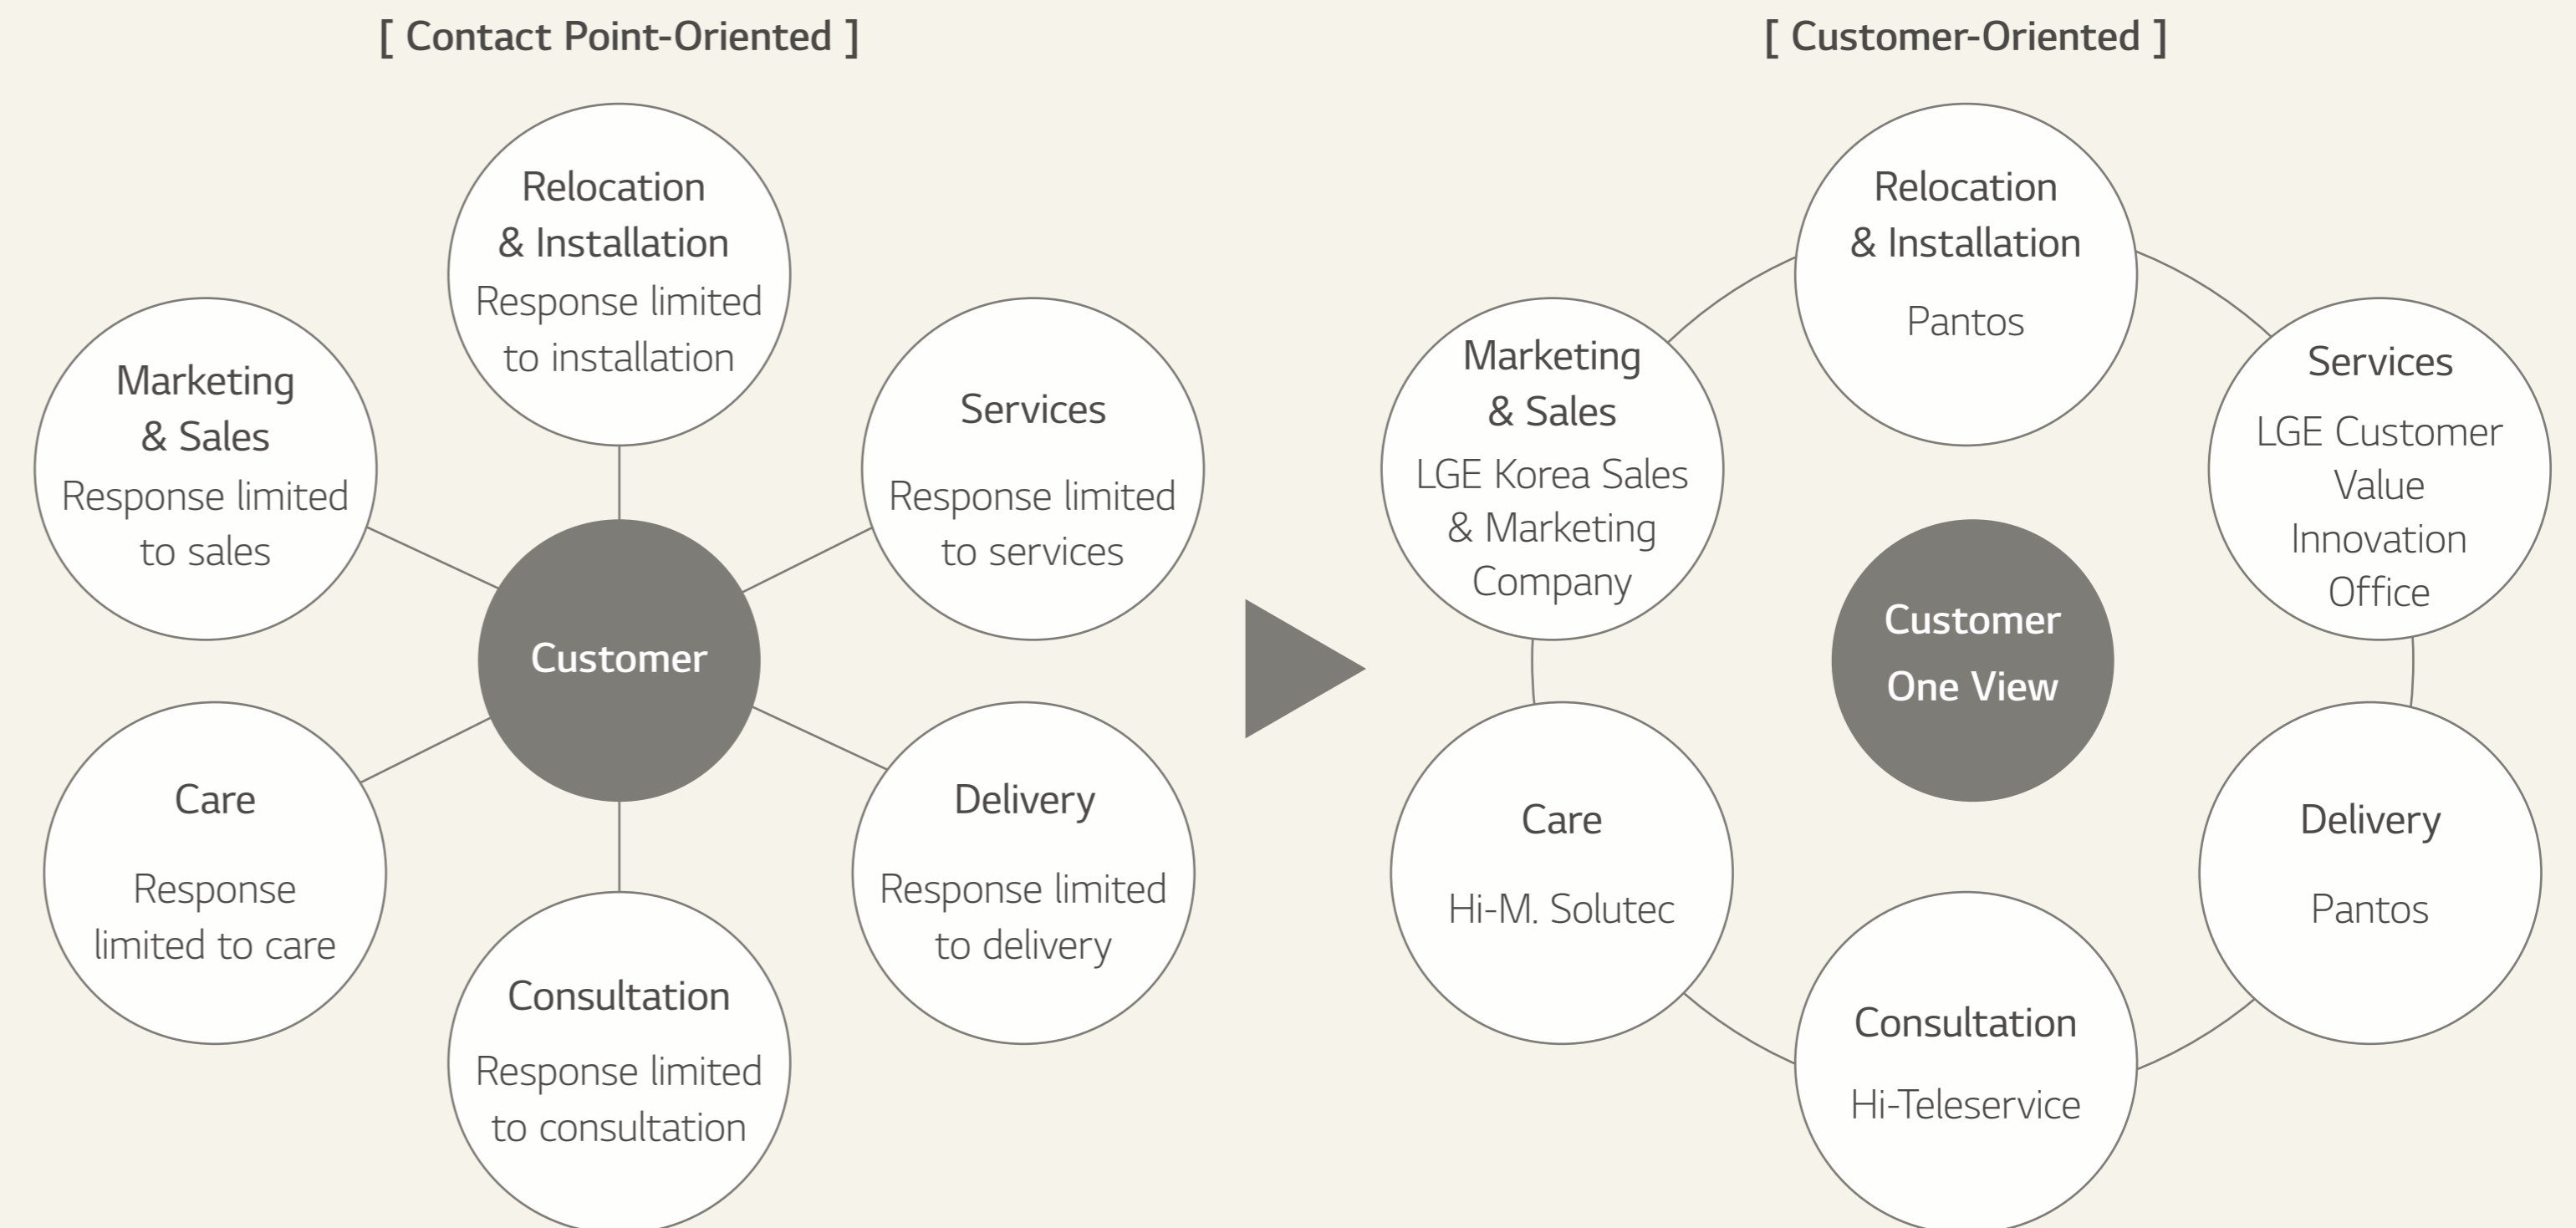 [ Contact Point-Oriented ]
Relocation
& Installation
Response limited
to installation
Marketing
& Sales
Response limited
to sales
Services
Response limited
to services
Customer
Care
Response
limited to care
Delivery
Response limited
to delivery
Consultation
Response limited
to consultation
[ Customer-Oriented ]
Relocation
& Installation
Pantos
Marketing
& Sales
LGE Korea Sales
& Marketing
Company
Services
LGE Customer
Value
Innovation
Office
Customer
One View
Care
Hi-M. Solutec
Delivery
Pantos
Consultation
Hi-Teleservice